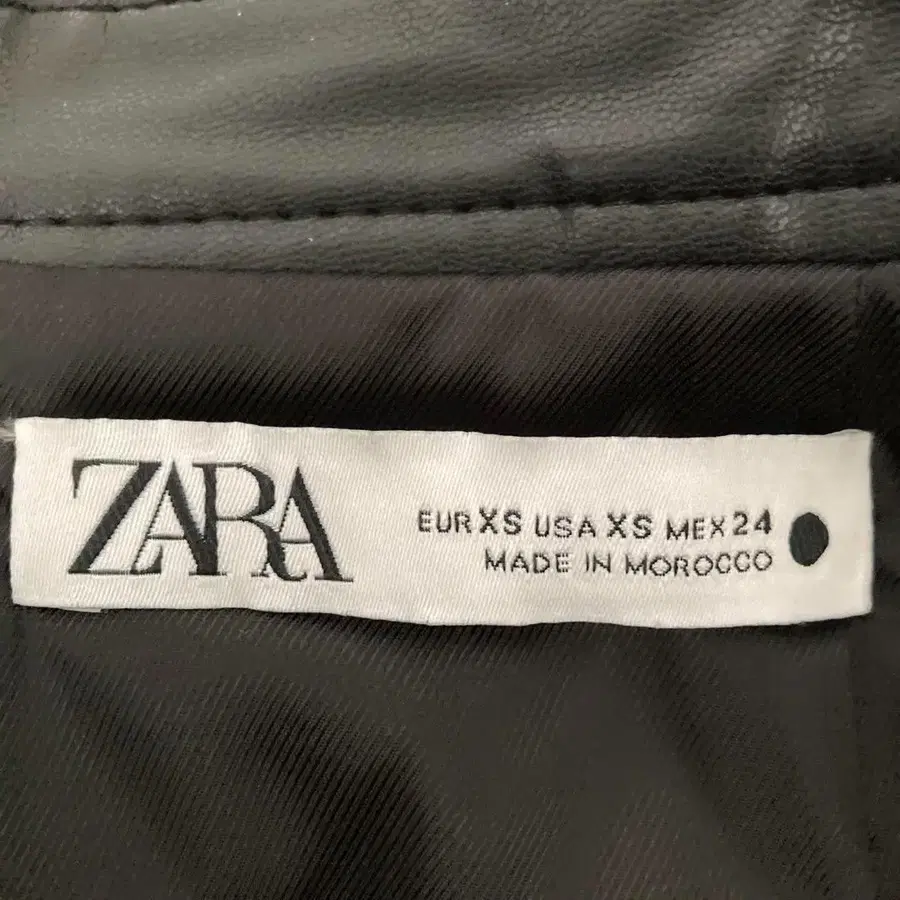 ZARA
EUR XS USA XS MEX 24
MADE IN MOROCCO